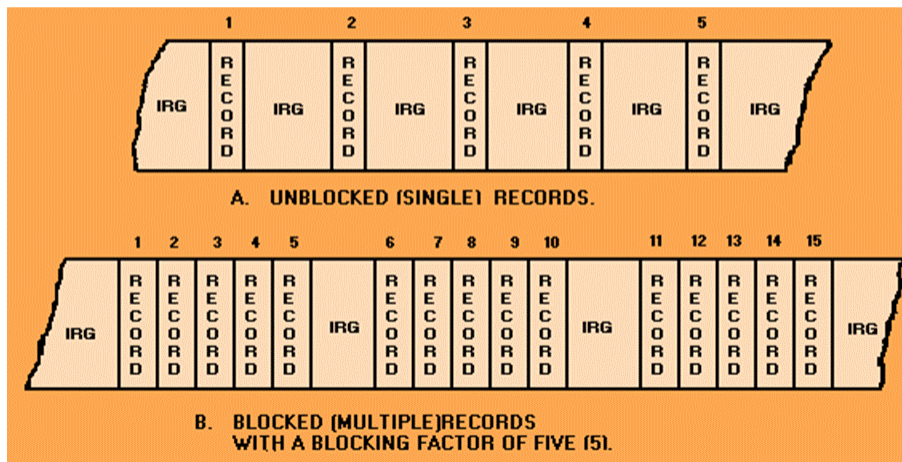 1 2 3 4 5
IRG RECORD IRG RECORD IRG RECORD IRG RECORD IRG RECORD IRG
A. UNBLOCKED (SINGLE) RECORDS.
1 2 3 4 5 6 7 8 9 10 11 12 13 14 15
IRG RECORD RECORD RECORD RECORD RECORD IRG RECORD RECORD RECORD RECORD RECORD IRG RECORD RECORD RECORD RECORD RECORD IRG
B. BLOCKED (MULTIPLE)RECORDS
WITH A BLOCKING FACTOR OF FIVE (5).